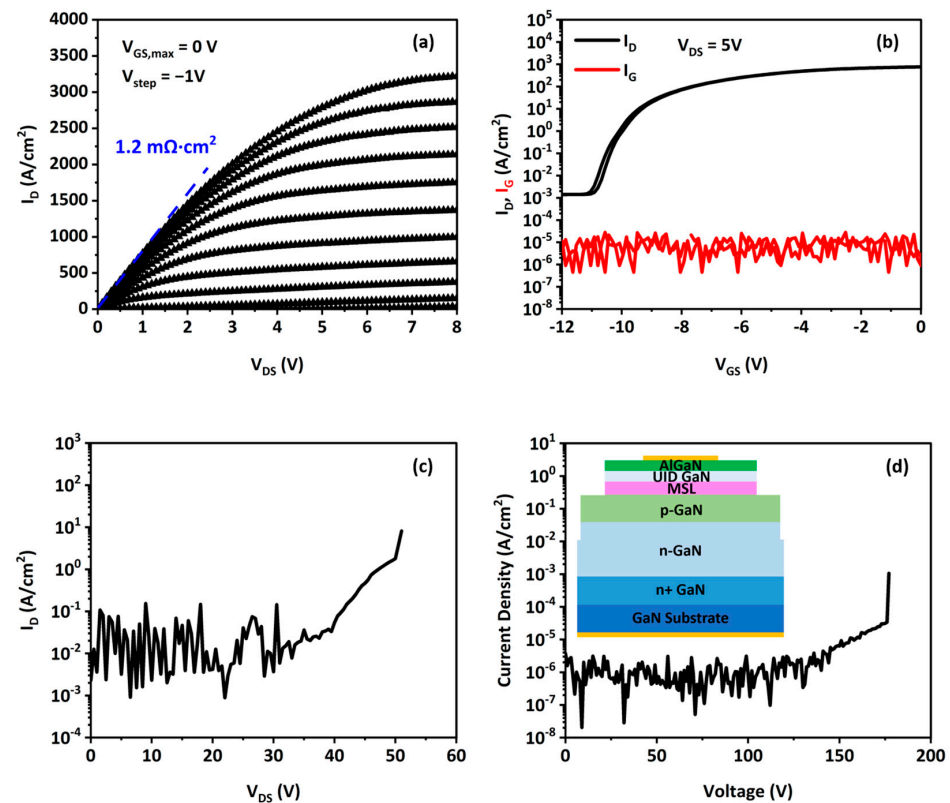 (a)
V_GS,max = 0 V
V_step = −1V
1.2 mΩ·cm²
4000
3500
3000
2500
2000
1500
1000
500
0
0 1 2 3 4 5 6 7 8
I_D (A/cm²)
V_DS (V)
(b)
I_D
I_G
V_DS = 5V
10⁵
10⁴
10³
10²
10¹
10⁰
10⁻¹
10⁻²
10⁻³
10⁻⁴
10⁻⁵
10⁻⁶
10⁻⁷
10⁻⁸
-12 -10 -8 -6 -4 -2 0
I_D, I_G (A/cm²)
V_GS (V)
(c)
10³
10²
10¹
10⁰
10⁻¹
10⁻²
10⁻³
10⁻⁴
0 10 20 30 40 50 60
I_D (A/cm²)
V_DS (V)
(d)
AlGaN
UID GaN
MSL
p-GaN
n-GaN
n+ GaN
GaN Substrate
10¹
10⁰
10⁻¹
10⁻²
10⁻³
10⁻⁴
10⁻⁵
10⁻⁶
10⁻⁷
10⁻⁸
0 50 100 150 200
Current Density (A/cm²)
Voltage (V)